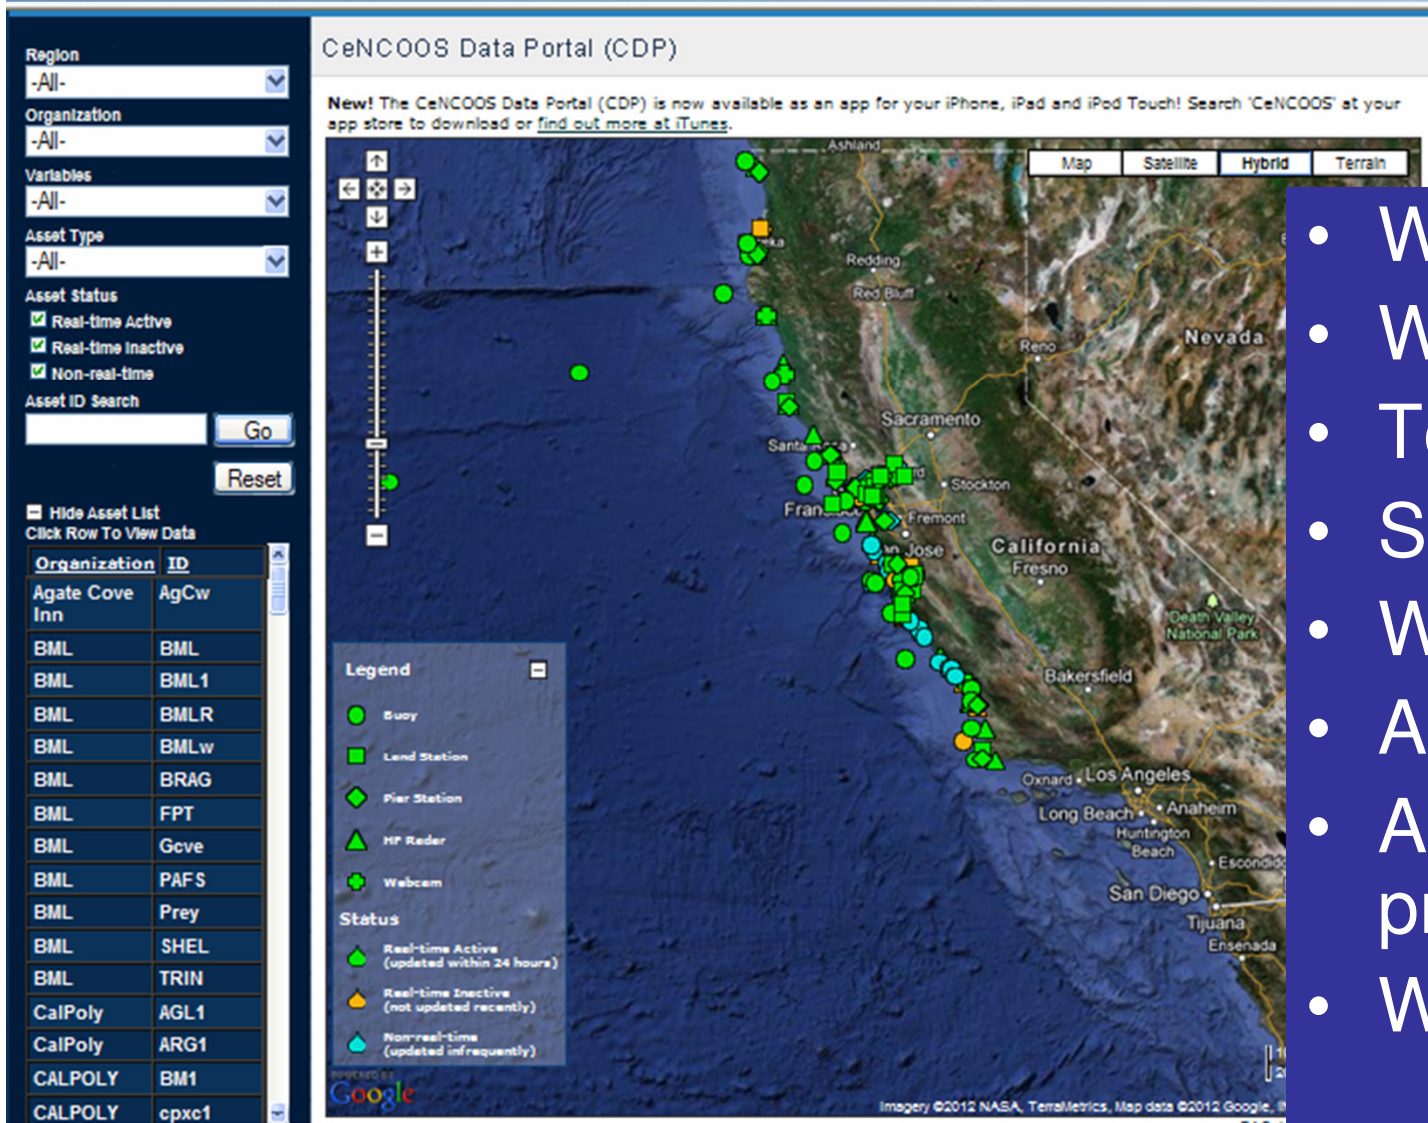 CeNCOOS Data Portal (CDP)
New! The CeNCOOS Data Portal (CDP) is now available as an app for your iPhone, iPad and iPod Touch! Search 'CeNCOOS' at your
app store to download or find out more at iTunes.
Region
-All-
Organization
-All-
Variables
-All-
Asset Type
-All-
Asset Status
Real-time Active
Real-time Inactive
Non-real-time
Asset ID Search
Go
Reset
Hide Asset List
Click Row To View Data
Organization ID
Agate Cove Inn AgCw
BML BML
BML BML1
BML BMLR
BML BMLw
BML BRAG
BML FPT
BML Gcve
BML PAFS
BML Prey
BML SHEL
BML TRIN
CalPoly AGL1
CalPoly ARG1
CALPOLY BM1
CALPOLY cpxc1
Map Satellite Hybrid Terrain
Ashland
Redding
Red Bluff
Reno
Nevada
Sacramento
Stockton
Fremont
California
Fresno
Death Valley
National Park
Bakersfield
Oxnard
Los Angeles
Long Beach
Anaheim
Huntington
Beach
Escondido
San Diego
Tijuana
Ensenada
Legend
Buoy
Land Station
Pier Station
HF Radar
Webcam
Status
Real-time Active
(updated within 24 hours)
Real-time Inactive
(not updated recently)
Non-real-time
(updated infrequently)
POWERED BY
Google
Imagery ©2012 NASA, TerraMetrics, Map data ©2012 Google,
• W
• W
• T
• S
• W
• A
• A
pr
• W